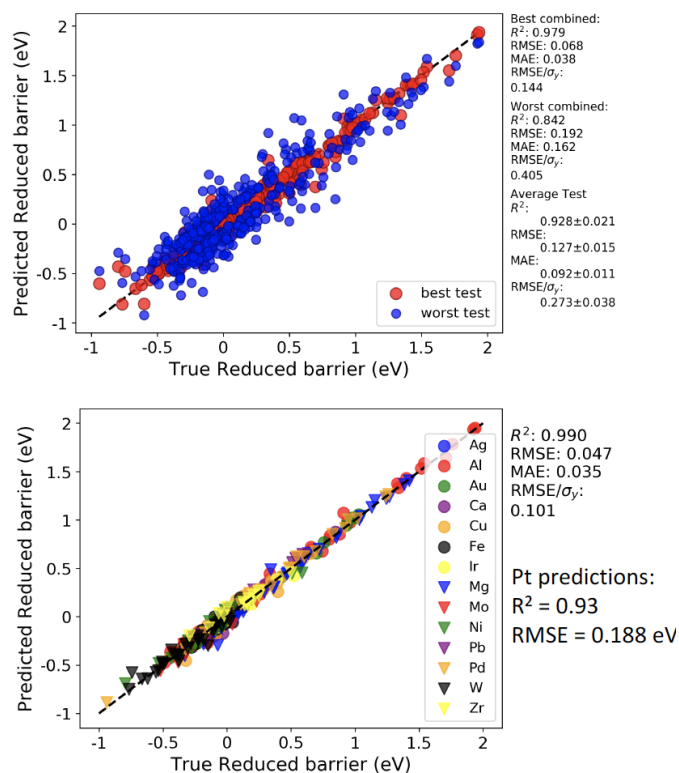 Predicted Reduced barrier (eV)
2
1.5
1
0.5
0
-0.5
-1
-1
-0.5
0
0.5
1
1.5
2
True Reduced barrier (eV)
best test
worst test
Best combined:
R²: 0.979
RMSE: 0.068
MAE: 0.038
RMSE/σy:
0.144
Worst combined:
R²: 0.842
RMSE: 0.192
MAE: 0.162
RMSE/σy:
0.405
Average Test
R²:
0.928±0.021
RMSE:
0.127±0.015
MAE:
0.092±0.011
RMSE/σy:
0.273±0.038
Predicted Reduced barrier (eV)
2
1.5
1
0.5
0
-0.5
-1
-1
-0.5
0
0.5
1
1.5
2
True Reduced barrier (eV)
Ag
Al
Au
Ca
Cu
Fe
Ir
Mg
Mo
Ni
Pb
Pd
W
Zr
R²: 0.990
RMSE: 0.047
MAE: 0.035
RMSE/σy:
0.101
Pt predictions:
R² = 0.93
RMSE = 0.188 eV